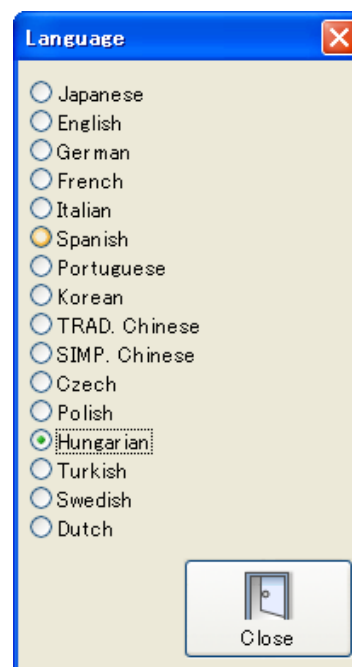 Language
Japanese
English
German
French
Italian
Spanish
Portuguese
Korean
TRAD. Chinese
SIMP. Chinese
Czech
Polish
Hungarian
Turkish
Swedish
Dutch
Close